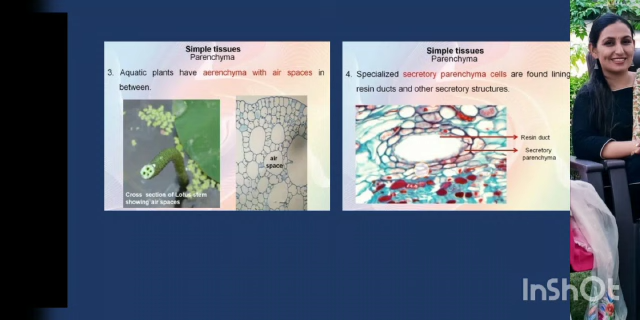 Simple tissues
Parenchyma
3. Aquatic plants have aerenchyma with air spaces in
between.
air
space
Cross section of Lotus stem
showing air spaces
Simple tissues
Parenchyma
4. Specialized secretory parenchyma cells are found lining
resin ducts and other secretory structures.
Resin duct
Secretory
parenchyma
InShOt